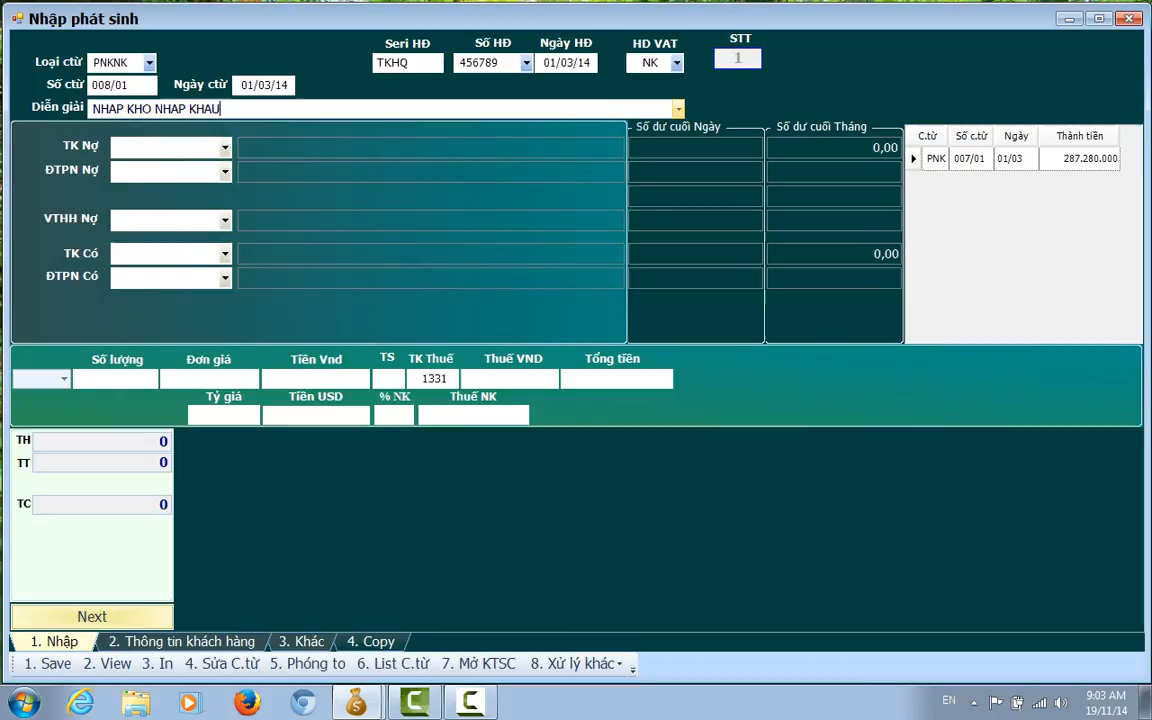 Nhập phát sinh
Seri HĐ Số HĐ Ngày HĐ HD VAT STT
Loại ctừ PNKNK TKHQ 456789 01/03/14 NK 1
Số ctừ 008/01 Ngày ctừ 01/03/14
Diễn giải NHAP KHO NHAP KHAU
Số dư cuối Ngày Số dư cuối Tháng
C.từ Số c.từ Ngày Thành tiền
TK Nợ 0,00
PNK 007/01 01/03 287.280.000
ĐTPN Nợ
VTHH Nợ
TK Có 0,00
ĐTPN Có
Số lượng Đơn giá Tiền Vnd TS TK Thuế Thuế VND Tổng tiền
1331
Tỷ giá Tiền USD % NK Thuế NK
TH 0
TT 0
TC 0
Next
1. Nhập 2. Thông tin khách hàng 3. Khác 4. Copy
1. Save 2. View 3. In 4. Sửa C.từ 5. Phóng to 6. List C.từ 7. Mở KTSC 8. Xử lý khác
EN 9:03 AM
19/11/14